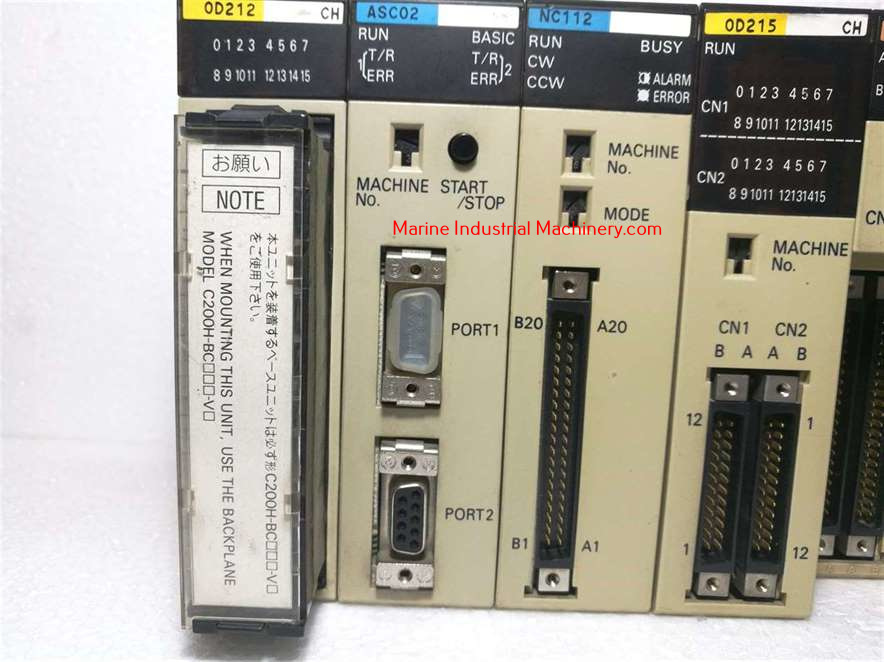 OD212 CH
0 1 2 3 4 5 6 7
8 9 10 11 12 13 14 15
お願い
NOTE
本ユニットを装着するベースユニットは必ず形C200H-BC□□□-V□
をご使用下さい。
WHEN MOUNTING THIS UNIT, USE THE BACKPLANE
MODEL C200H-BC□□□-V□
ASC02
RUN BASIC
1 T/R T/R 2
ERR ERR
MACHINE No.
START /STOP
PORT1
PORT2
NC112
RUN BUSY
CW
CCW
ALARM
ERROR
MACHINE
No.
MODE
B20 A20
B1 A1
OD215 CH
RUN
CN1
0 1 2 3 4 5 6 7
8 9 10 11 12 13 14 15
CN2
0 1 2 3 4 5 6 7
8 9 10 11 12 13 14 15
MACHINE
No.
CN1 CN2
B A A B
12 1
1 12
Marine Industrial Machinery.com